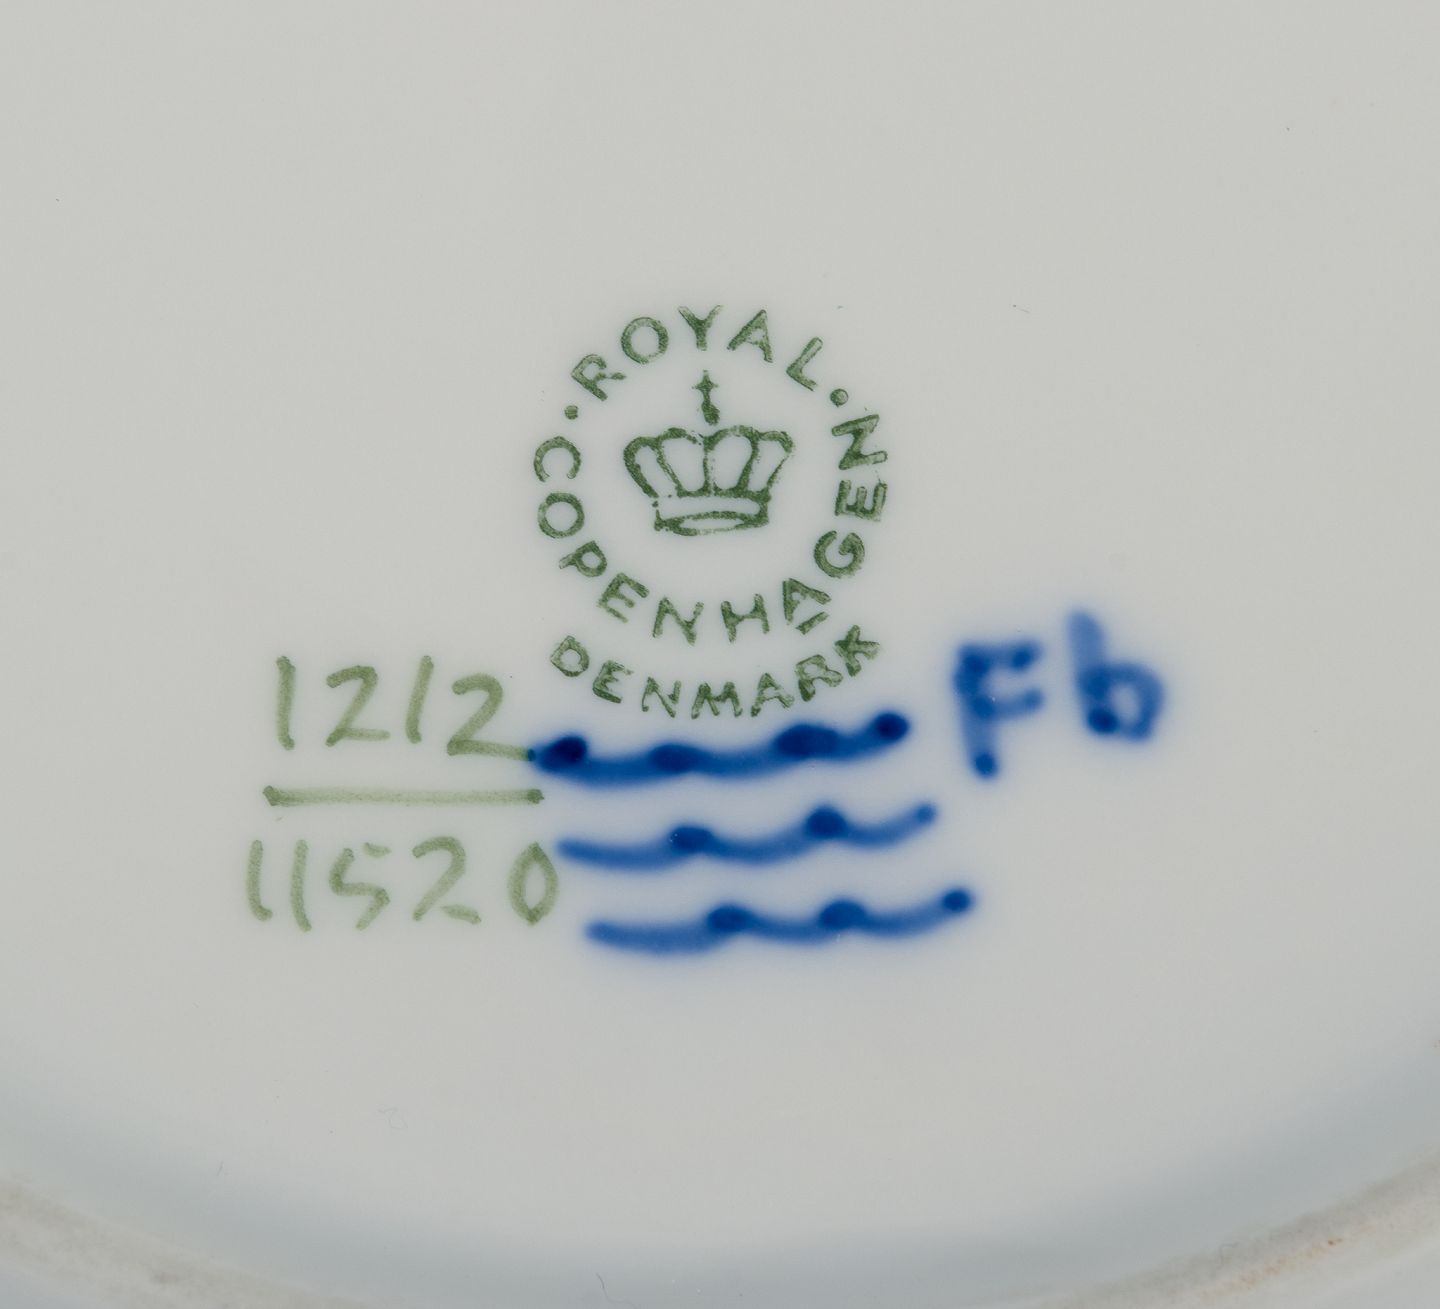 · ROYAL ·
COPENHAGEN
DENMARK
Fb
1212
11520